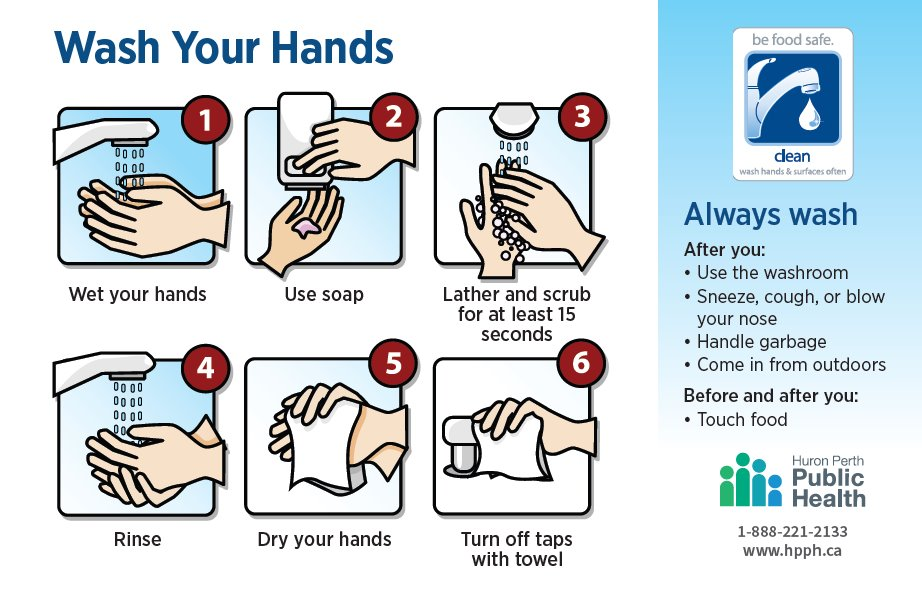 Wash Your Hands
1
2
3
Wet your hands
Use soap
Lather and scrub
for at least 15
seconds
4
5
6
Rinse
Dry your hands
Turn off taps
with towel
be food safe.
clean
wash hands & surfaces often
Always wash
After you:
• Use the washroom
• Sneeze, cough, or blow
your nose
• Handle garbage
• Come in from outdoors
Before and after you:
• Touch food
Huron Perth
Public
Health
1-888-221-2133
www.hpph.ca